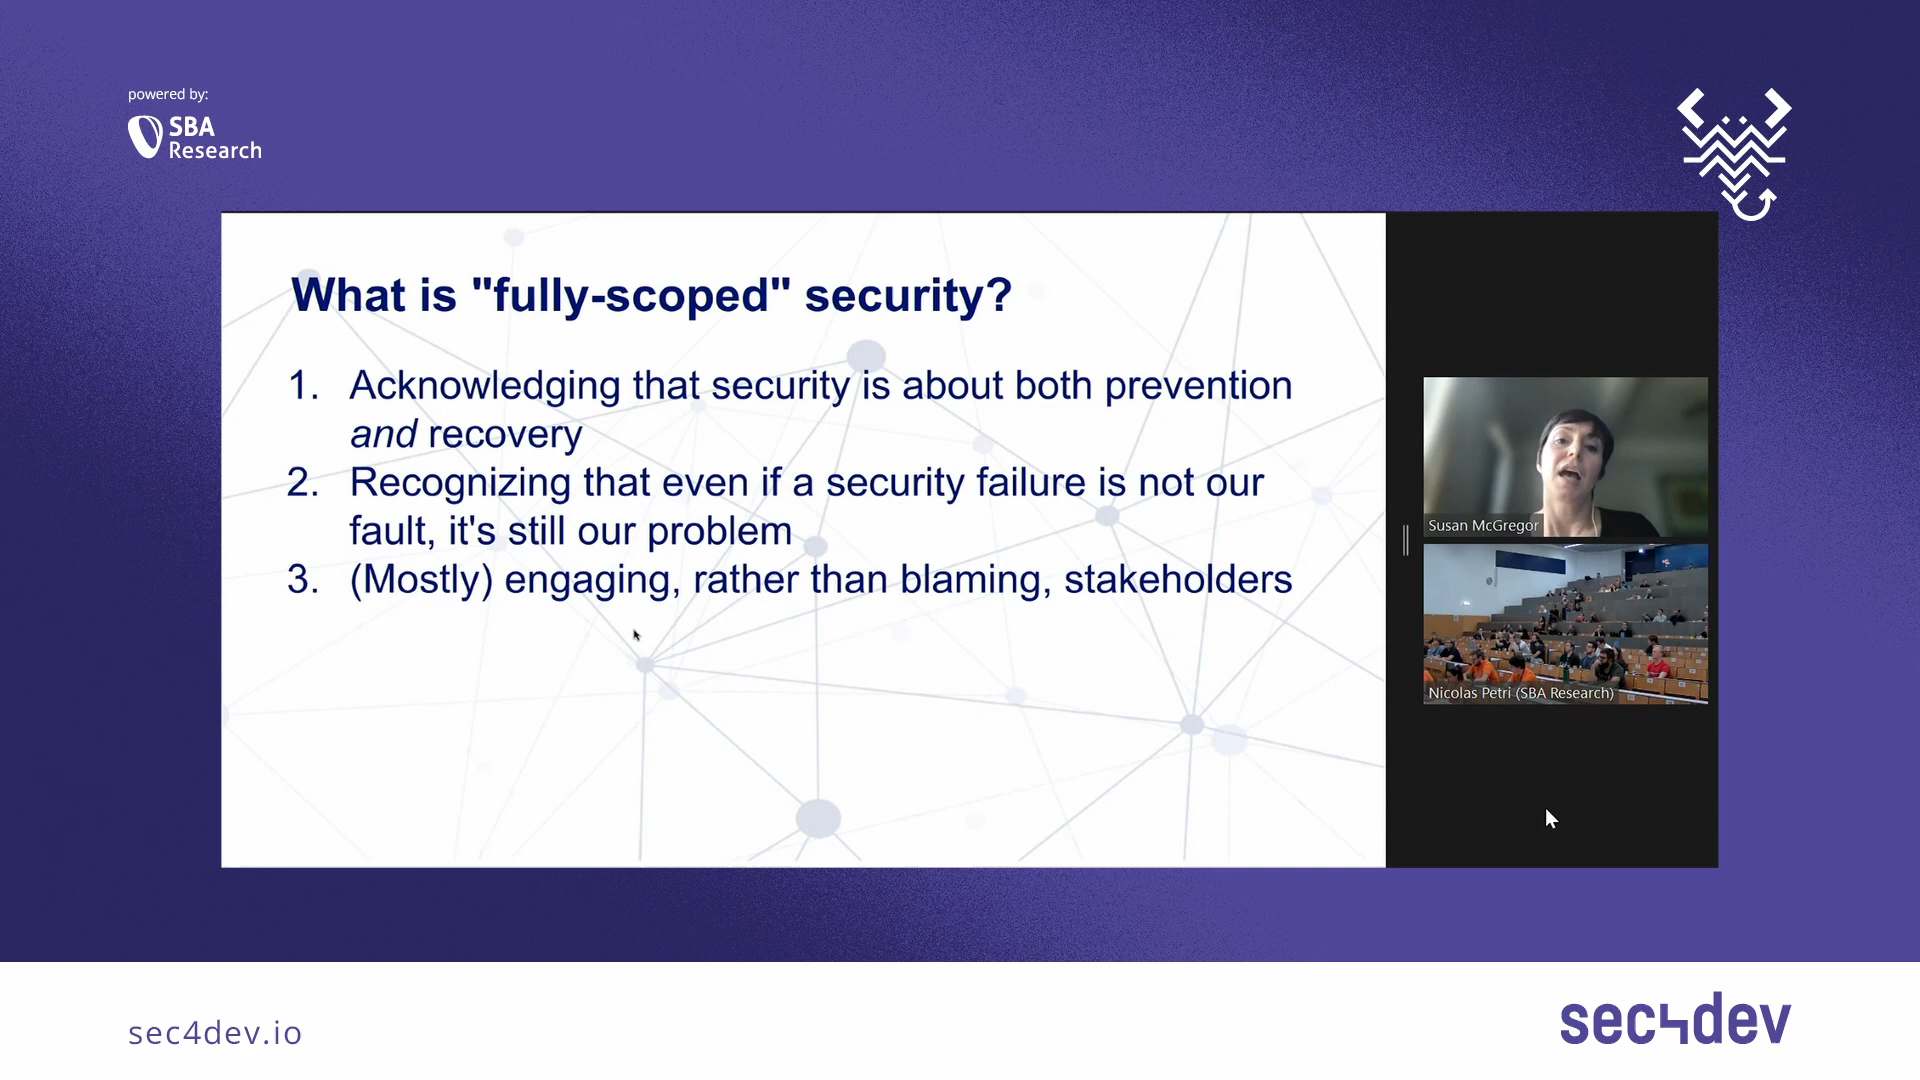 powered by:
SBA
Research
What is "fully-scoped" security?
1. Acknowledging that security is about both prevention
and recovery
2. Recognizing that even if a security failure is not our
fault, it's still our problem
3. (Mostly) engaging, rather than blaming, stakeholders
Susan McGregor
Nicolas Petri (SBA Research)
sec4dev.io
sec4dev